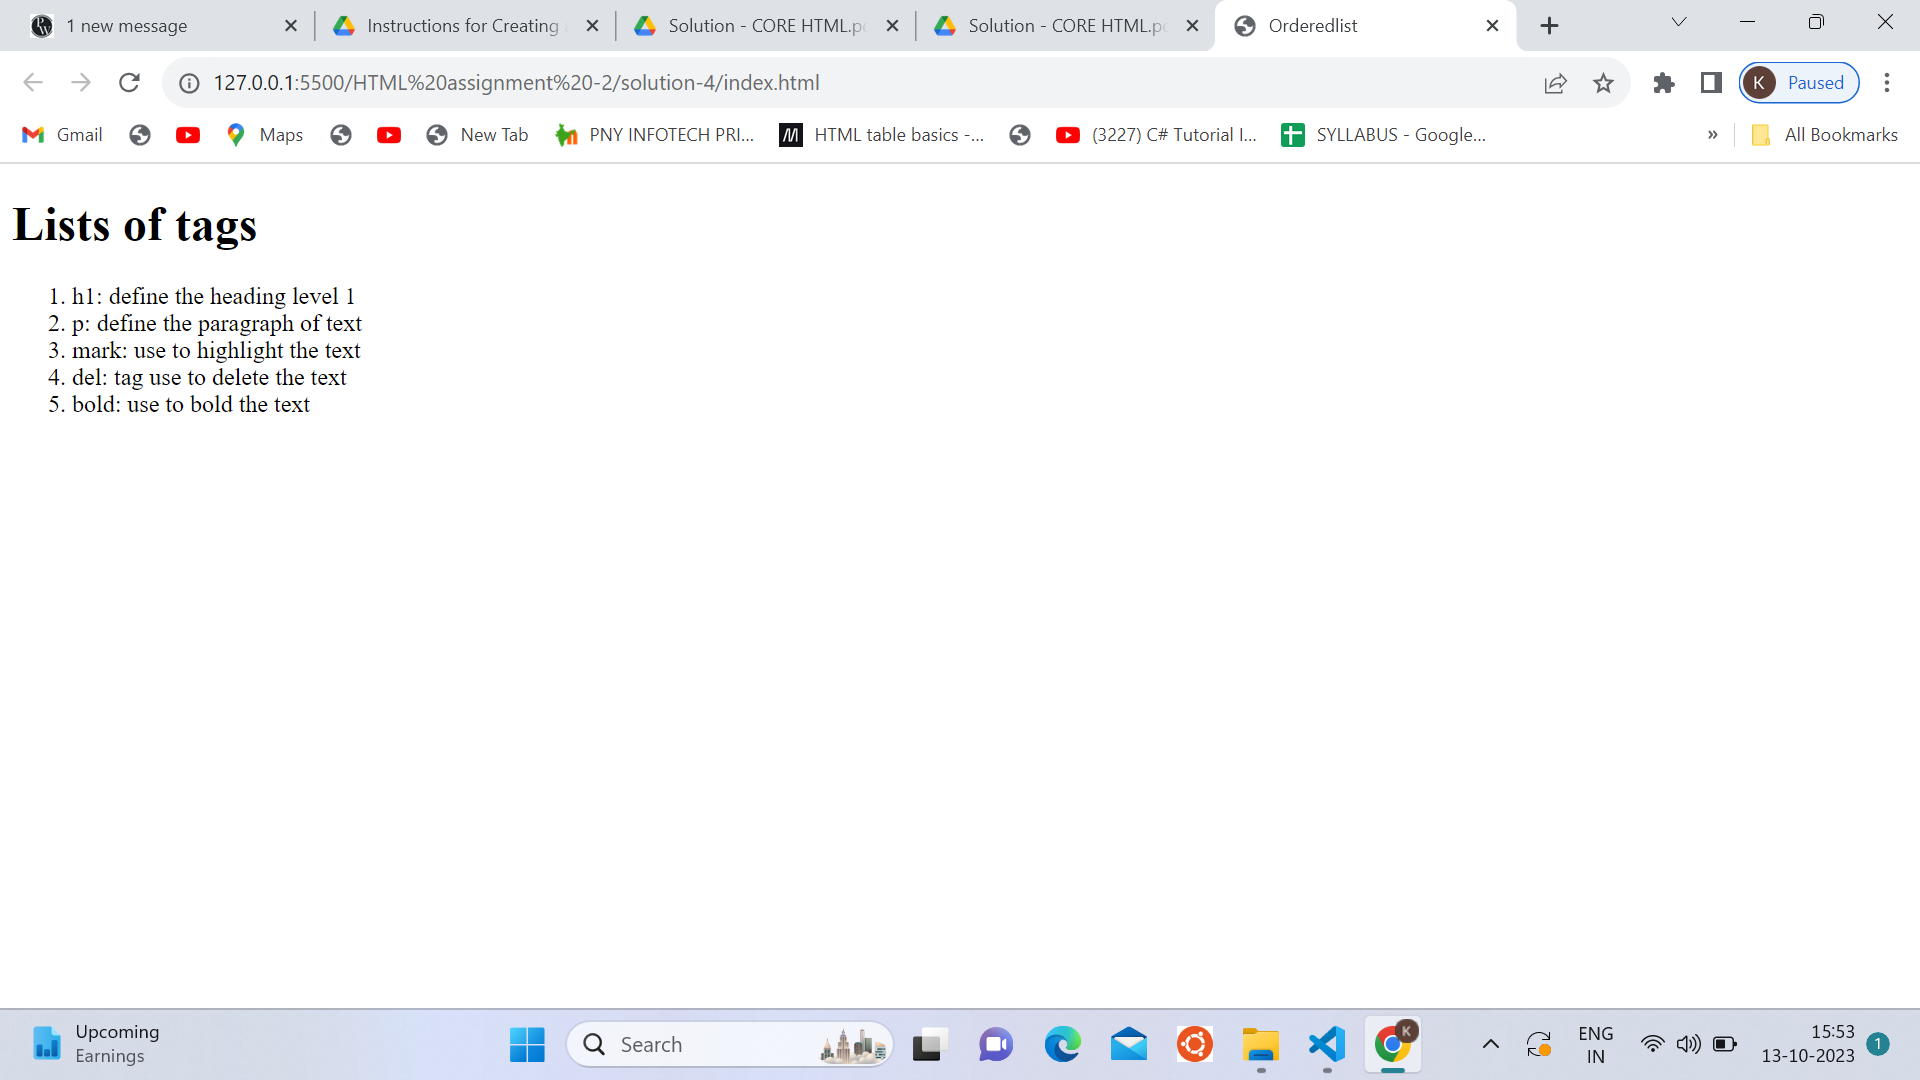 1 new message
Instructions for Creating
Solution - CORE HTML.p
Solution - CORE HTML.p
Orderedlist
127.0.0.1:5500/HTML%20assignment%20-2/solution-4/index.html
K Paused
Gmail
Maps
New Tab
PNY INFOTECH PRI...
HTML table basics -...
(3227) C# Tutorial I...
SYLLABUS - Google...
»
All Bookmarks
Lists of tags
1. h1: define the heading level 1
2. p: define the paragraph of text
3. mark: use to highlight the text
4. del: tag use to delete the text
5. bold: use to bold the text
Upcoming
Earnings
Search
K
ENG
IN
15:53
13-10-2023
1